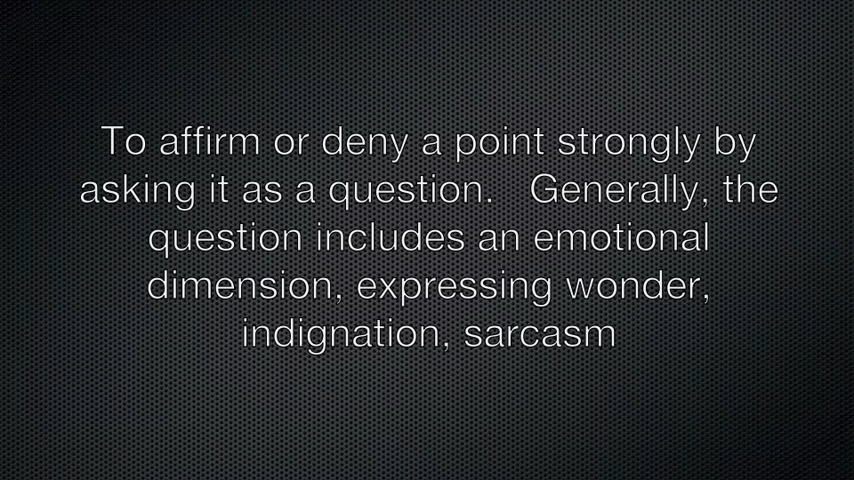 To affirm or deny a point strongly by
asking it as a question.   Generally, the
question includes an emotional
dimension, expressing wonder,
indignation, sarcasm